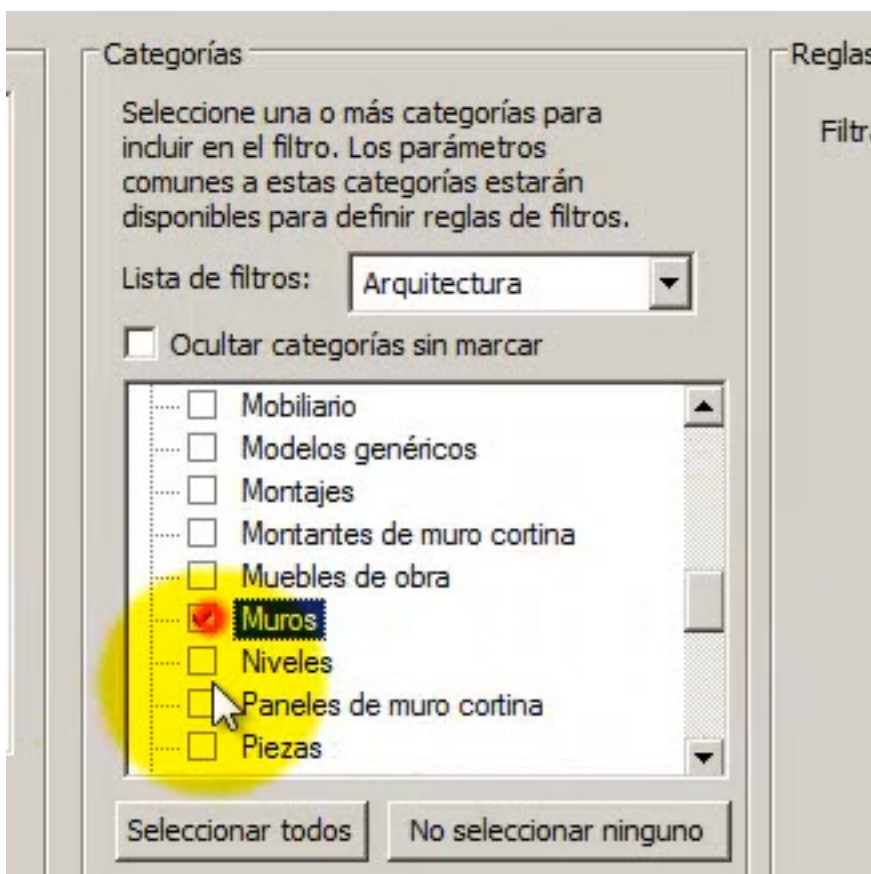 Categorías
Seleccione una o más categorías para
incluir en el filtro. Los parámetros
comunes a estas categorías estarán
disponibles para definir reglas de filtros.
Lista de filtros:
Arquitectura
Ocultar categorías sin marcar
Mobiliario
Modelos genéricos
Montajes
Montantes de muro cortina
Muebles de obra
Muros
Niveles
Paneles de muro cortina
Piezas
Seleccionar todos
No seleccionar ninguno
Reglas